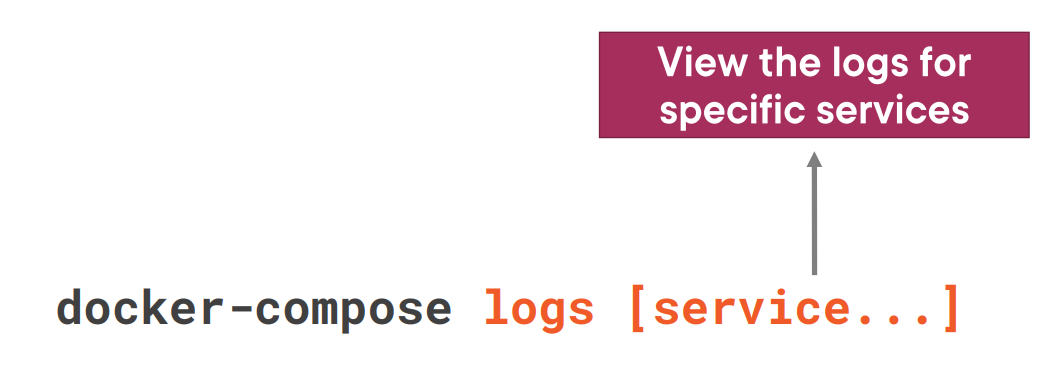 View the logs for
specific services
docker-compose logs [service...]